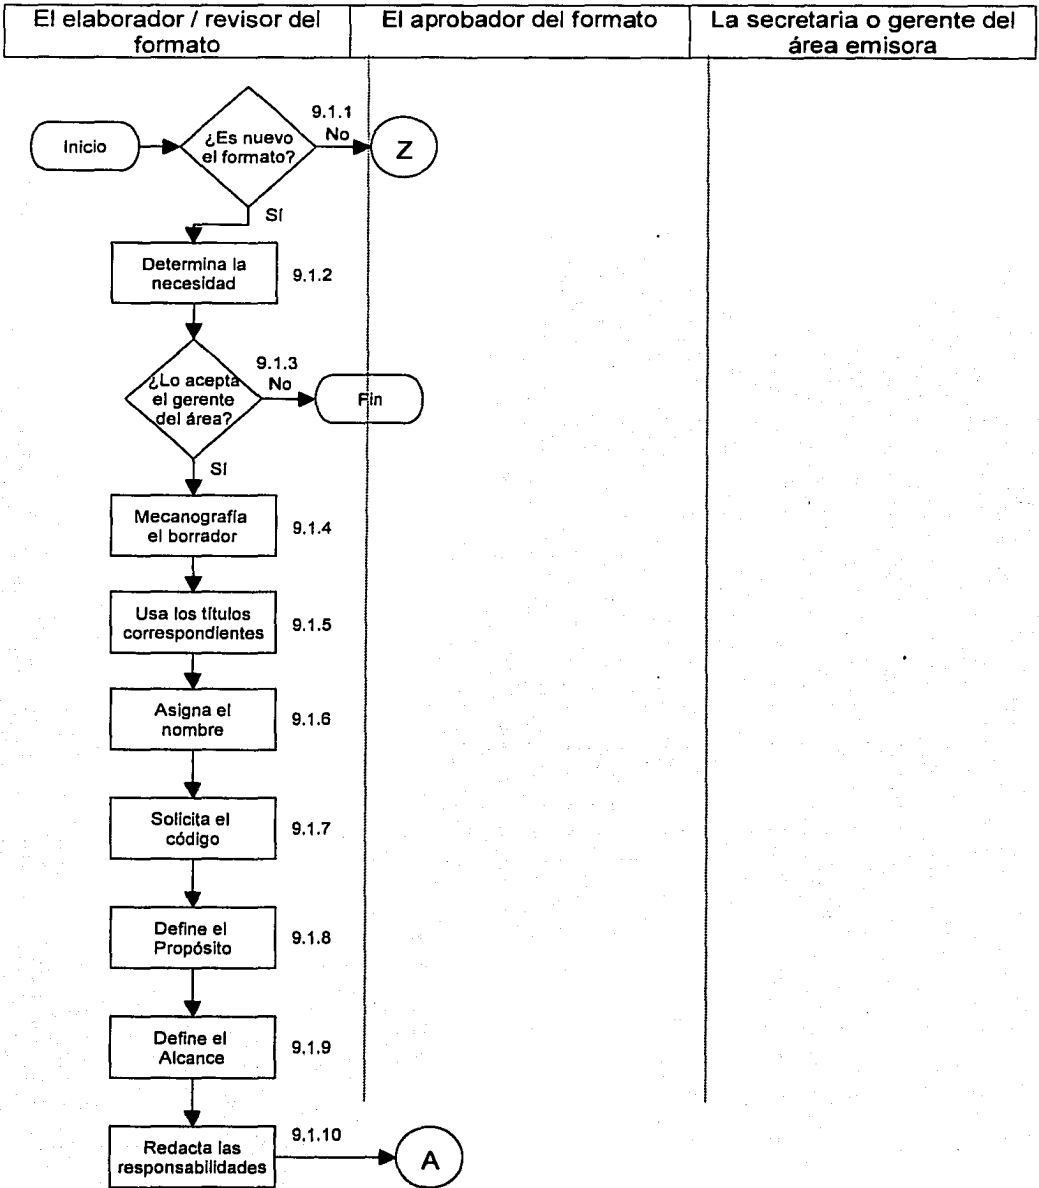 El elaborador / revisor del
formato
El aprobador del formato
La secretaria o gerente del
área emisora
Inicio
¿Es nuevo
el formato?
9.1.1
No
Z
Sí
Determina la
necesidad
9.1.2
¿Lo acepta
el gerente
del área?
9.1.3
No
Fin
Sí
Mecanografía
el borrador
9.1.4
Usa los títulos
correspondientes
9.1.5
Asigna el
nombre
9.1.6
Solicita el
código
9.1.7
Define el
Propósito
9.1.8
Define el
Alcance
9.1.9
Redacta las
responsabilidades
9.1.10
A